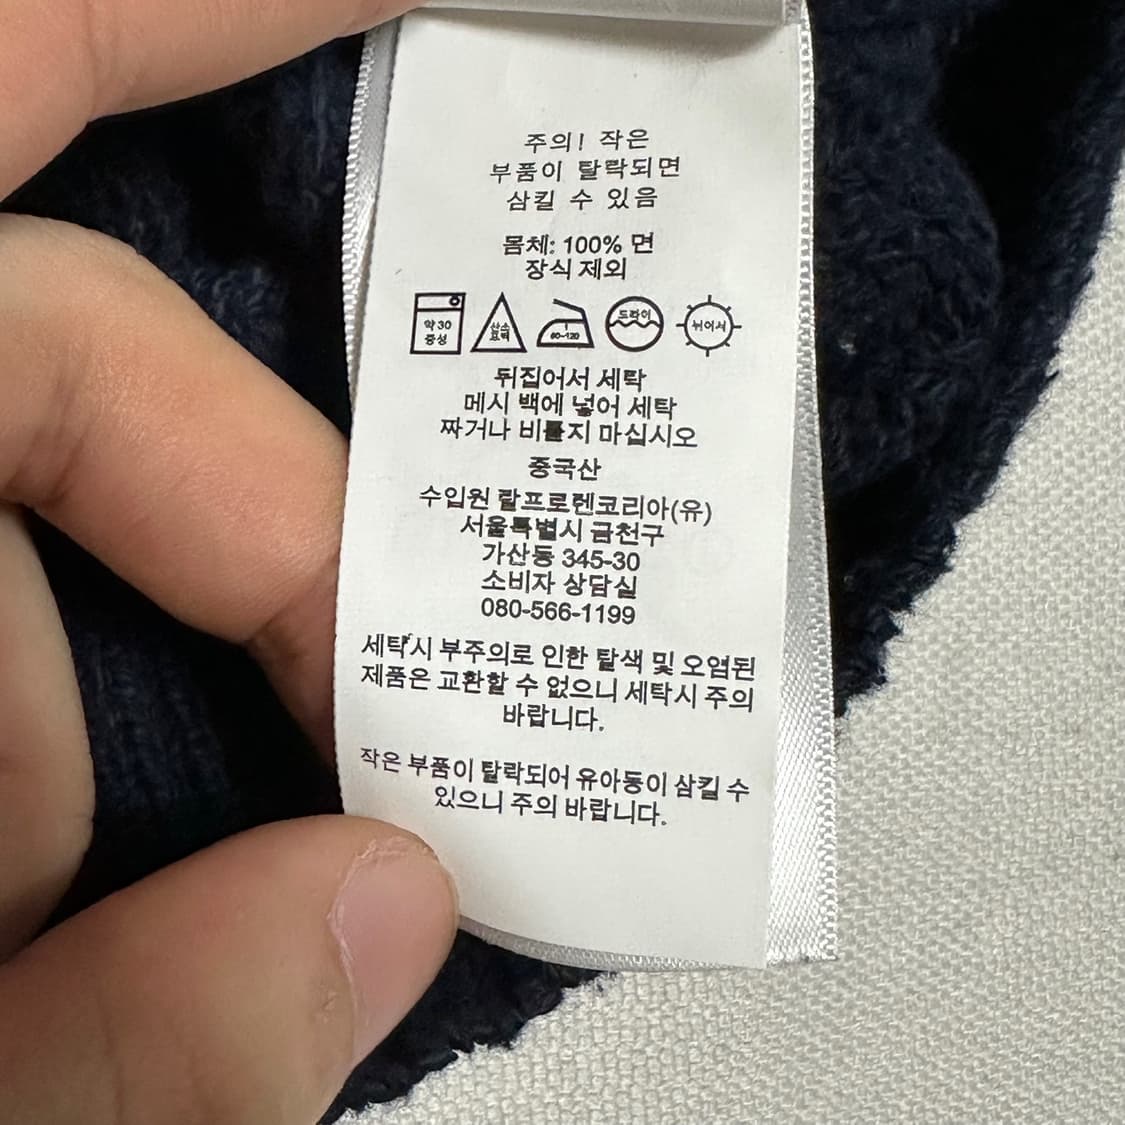 주의! 작은
부품이 탈락되면
삼킬 수 있음
몸체: 100% 면
장식 제외
약 30
중성
산소
표백
80~120
드라이
뉘어서
뒤집어서 세탁
메시 백에 넣어 세탁
짜거나 비틀지 마십시오
중국산
수입원 랄프로렌코리아(유)
서울특별시 금천구
가산동 345-30
소비자 상담실
080-566-1199
세탁시 부주의로 인한 탈색 및 오염된
제품은 교환할 수 없으니 세탁시 주의
바랍니다.
작은 부품이 탈락되어 유아동이 삼킬 수
있으니 주의 바랍니다.